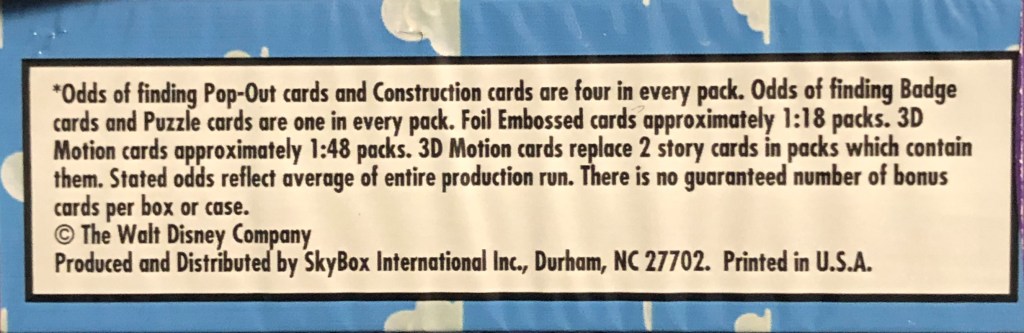 *Odds of finding Pop-Out cards and Construction cards are four in every pack. Odds of finding Badge
cards and Puzzle cards are one in every pack. Foil Embossed cards approximately 1:18 packs. 3D
Motion cards approximately 1:48 packs. 3D Motion cards replace 2 story cards in packs which contain
them. Stated odds reflect average of entire production run. There is no guaranteed number of bonus
cards per box or case.
© The Walt Disney Company
Produced and Distributed by SkyBox International Inc., Durham, NC 27702. Printed in U.S.A.